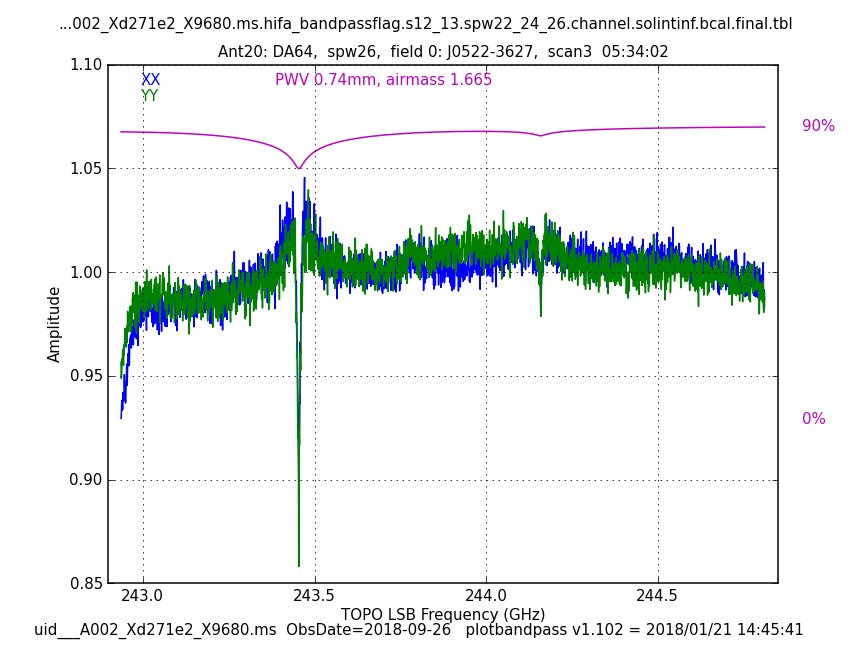 ...002_Xd271e2_X9680.ms.hifa_bandpassflag.s12_13.spw22_24_26.channel.solintinf.bcal.final.tbl
Ant20: DA64,  spw26,  field 0: J0522-3627,  scan3  05:34:02
1.10
XX
PWV 0.74mm, airmass 1.665
YY
90%
1.05
1.00
Amplitude
0.95
0%
0.90
0.85
243.0 243.5 244.0 244.5
TOPO LSB Frequency (GHz)
uid___A002_Xd271e2_X9680.ms  ObsDate=2018-09-26   plotbandpass v1.102 = 2018/01/21 14:45:41